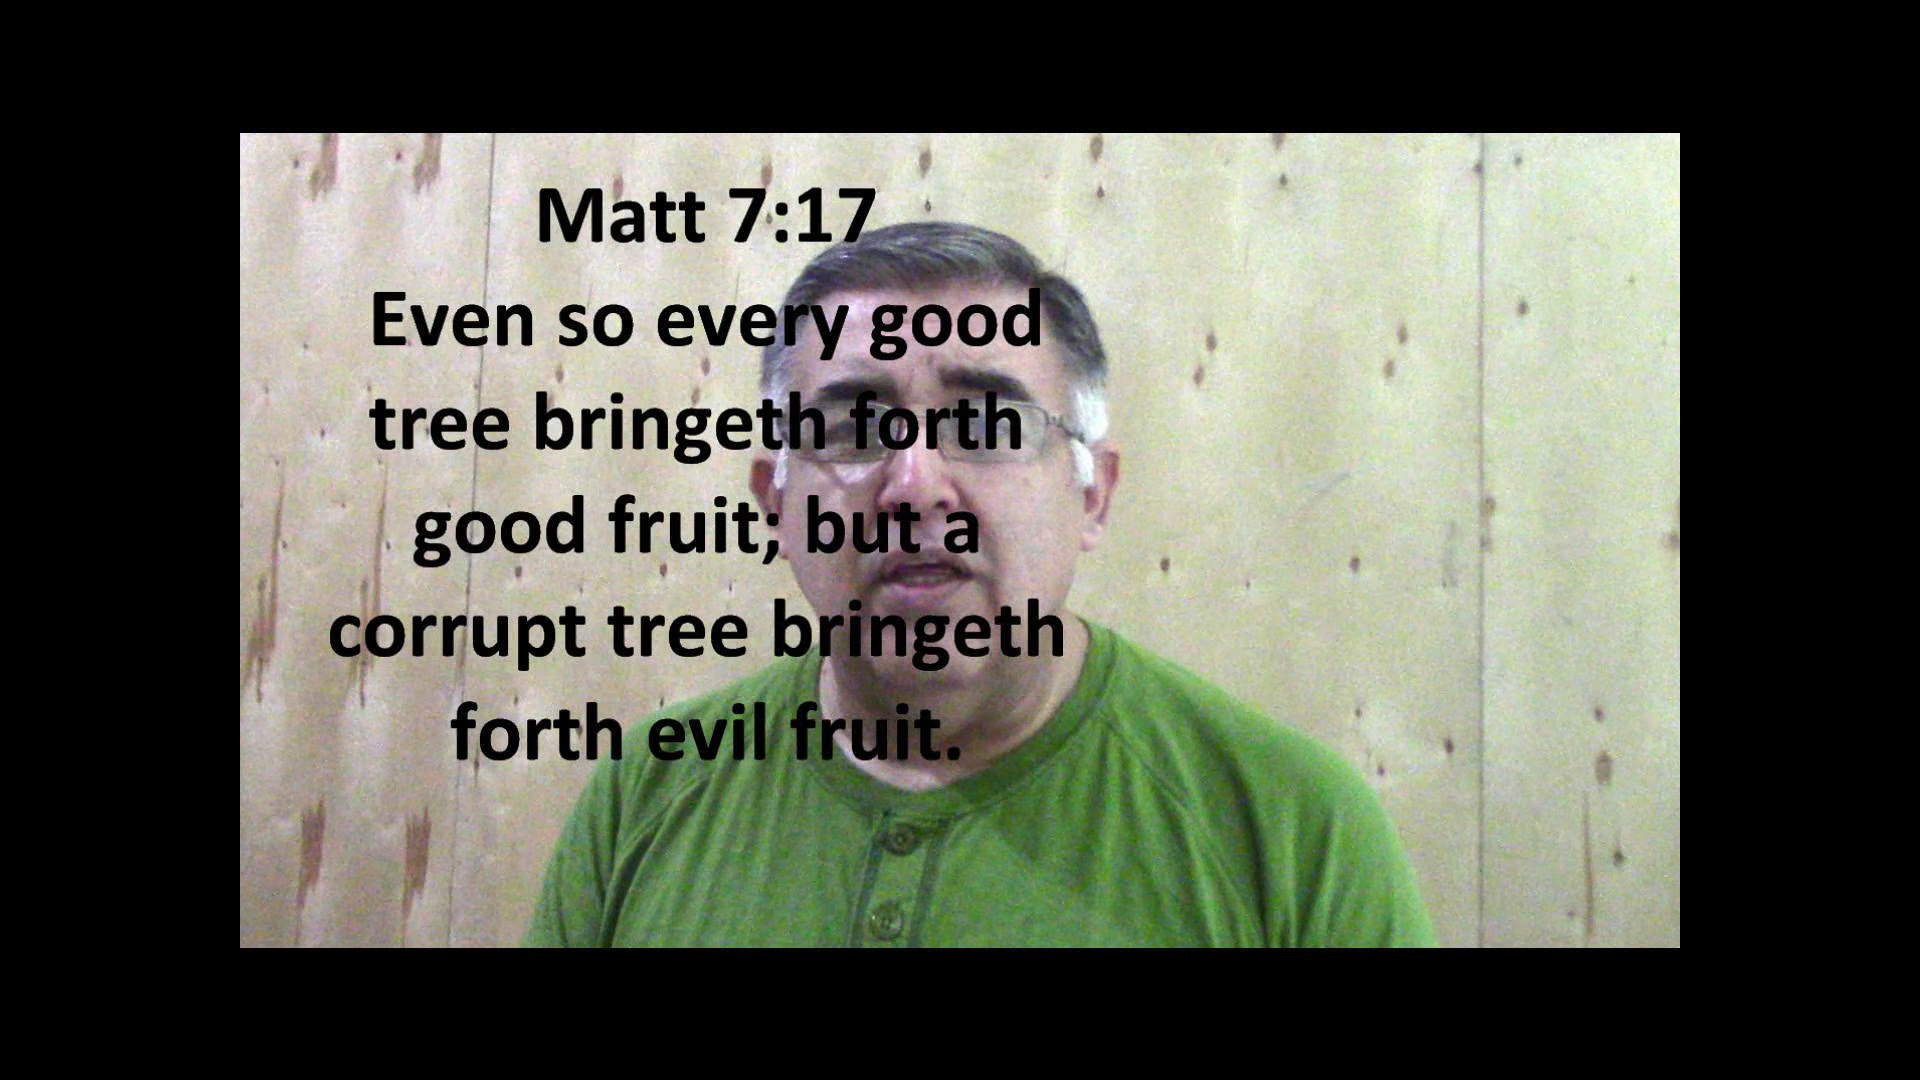 Matt 7:17
Even so every good
tree bringeth forth
good fruit; but a
corrupt tree bringeth
forth evil fruit.